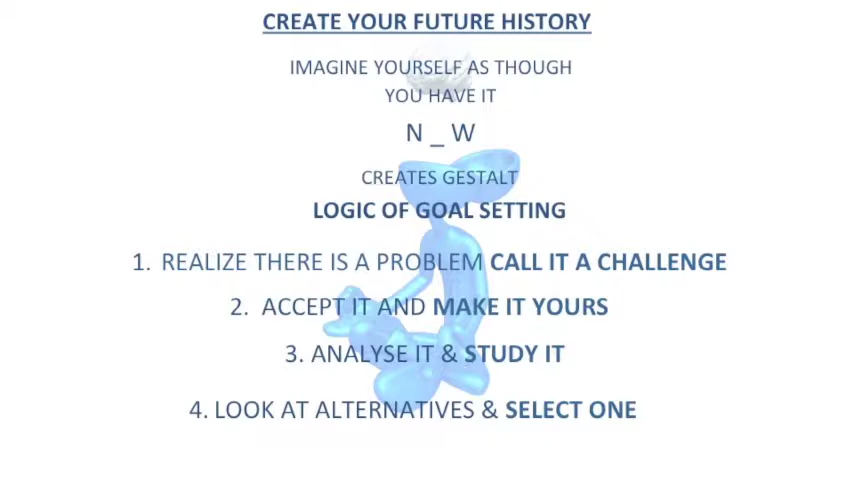 CREATE YOUR FUTURE HISTORY
IMAGINE YOURSELF AS THOUGH
YOU HAVE IT
N _ W
CREATES GESTALT
LOGIC OF GOAL SETTING
1. REALIZE THERE IS A PROBLEM CALL IT A CHALLENGE
2. ACCEPT IT AND MAKE IT YOURS
3. ANALYSE IT & STUDY IT
4. LOOK AT ALTERNATIVES & SELECT ONE